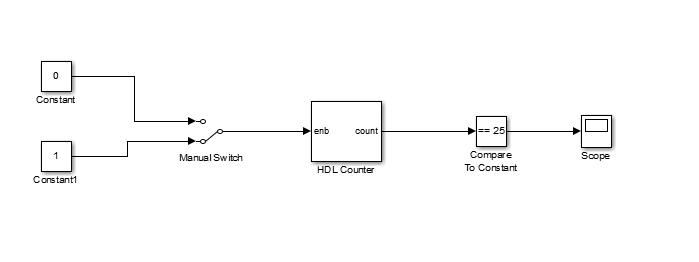 0
Constant
1
Constant1
Manual Switch
enb count
HDL Counter
== 25
Compare
To Constant
Scope